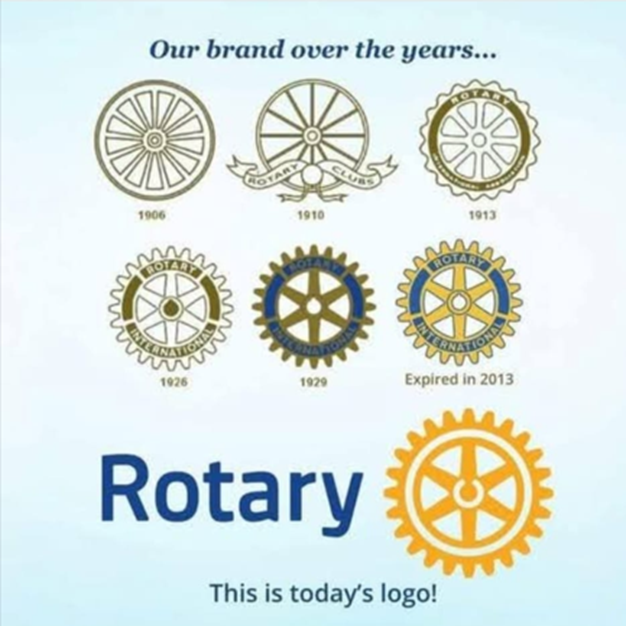 Our brand over the years...
ROTARY CLUBS
ROTARY
1906
1910
1913
ROTARY
INTERNATIONAL
ROTARY
INTERNATIONAL
ROTARY
INTERNATIONAL
1926
1929
Expired in 2013
Rotary
This is today's logo!